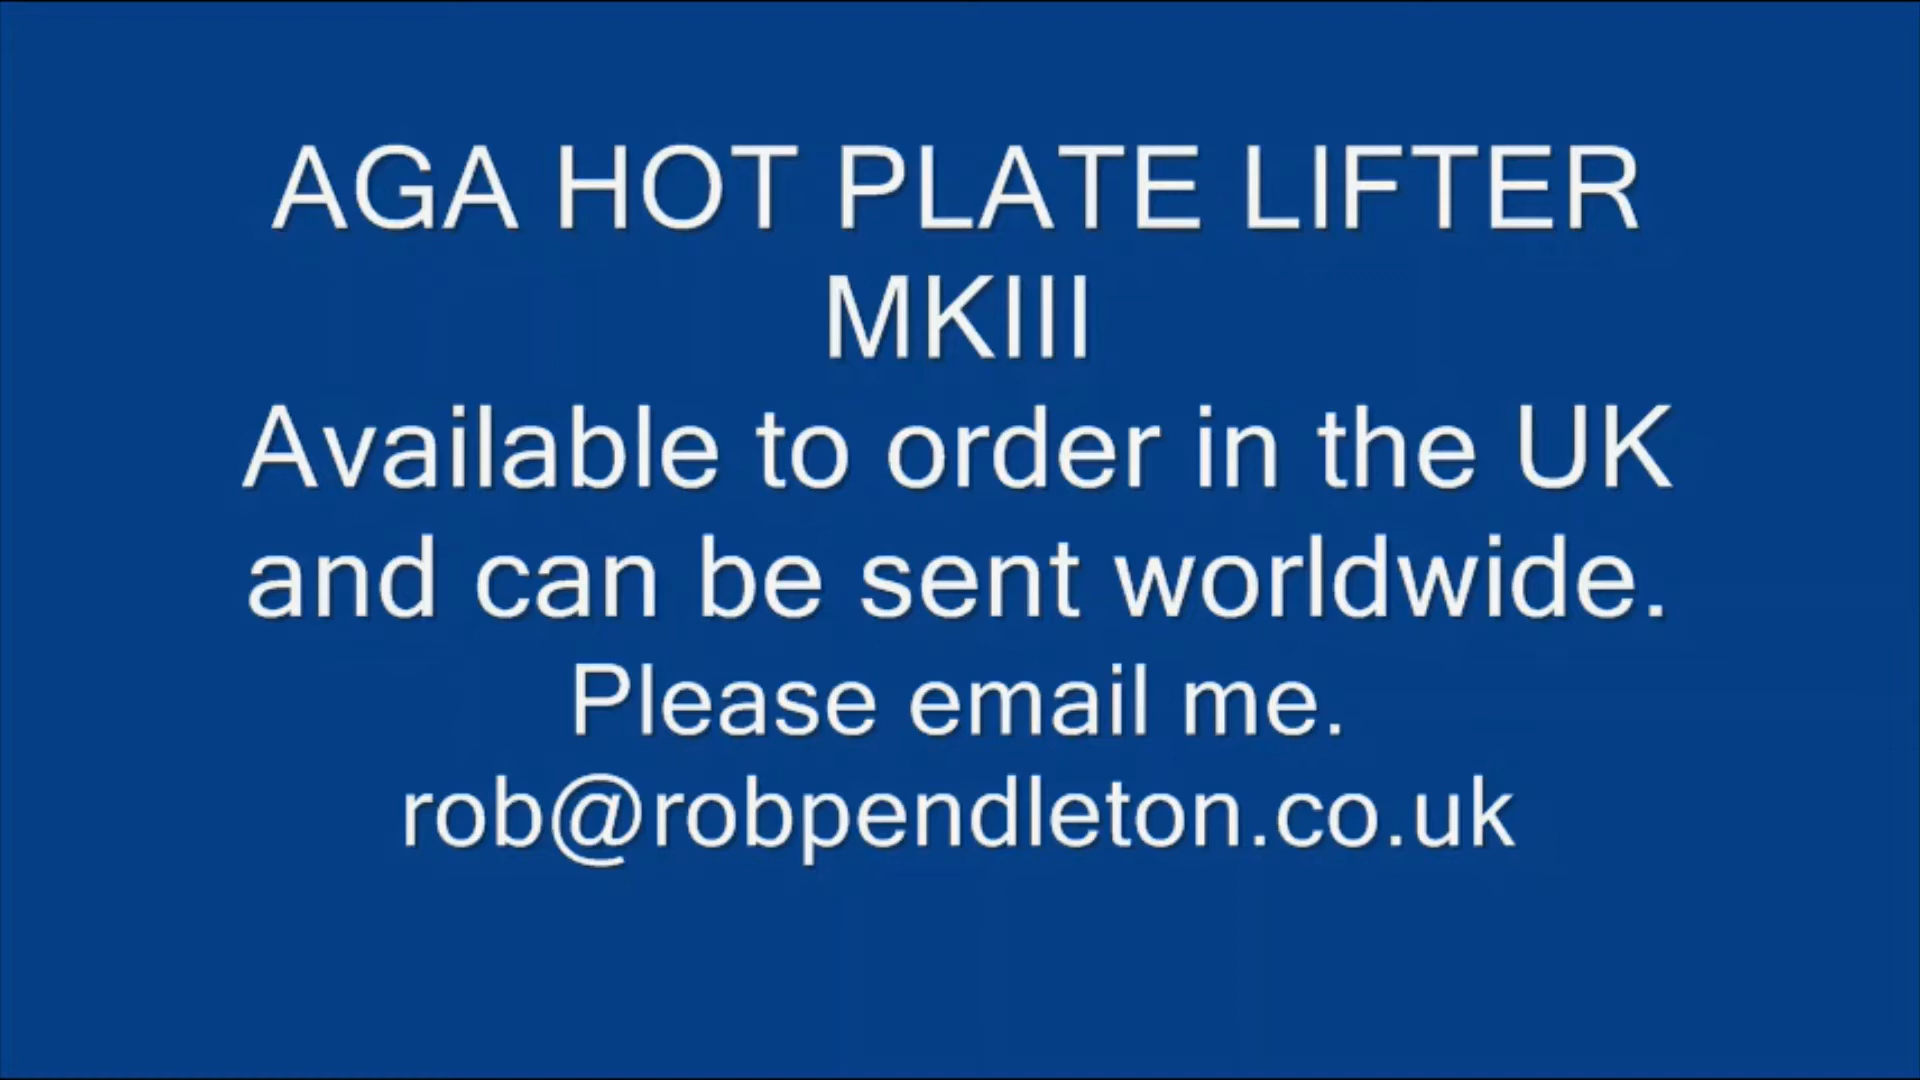 AGA HOT PLATE LIFTER
MKIII
Available to order in the UK
and can be sent worldwide.
Please email me.
rob@robpendleton.co.uk